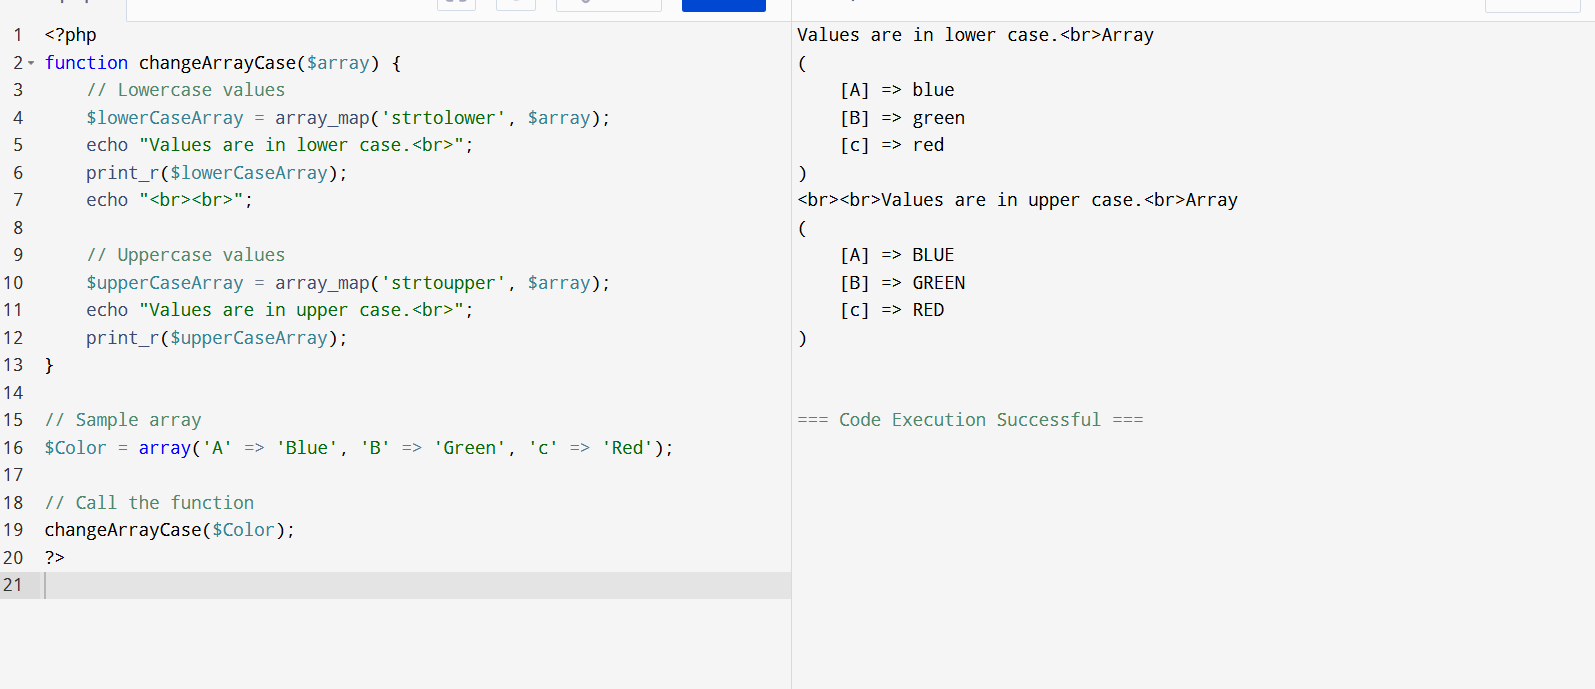 1 <?php
2 function changeArrayCase($array) {
3     // Lowercase values
4     $lowerCaseArray = array_map('strtolower', $array);
5     echo "Values are in lower case.<br>";
6     print_r($lowerCaseArray);
7     echo "<br><br>";
8
9     // Uppercase values
10     $upperCaseArray = array_map('strtoupper', $array);
11     echo "Values are in upper case.<br>";
12     print_r($upperCaseArray);
13 }
14
15 // Sample array
16 $Color = array('A' => 'Blue', 'B' => 'Green', 'c' => 'Red');
17
18 // Call the function
19 changeArrayCase($Color);
20 ?>
21
Values are in lower case.<br>Array
(
    [A] => blue
    [B] => green
    [c] => red
)
<br><br>Values are in upper case.<br>Array
(
    [A] => BLUE
    [B] => GREEN
    [c] => RED
)
=== Code Execution Successful ===